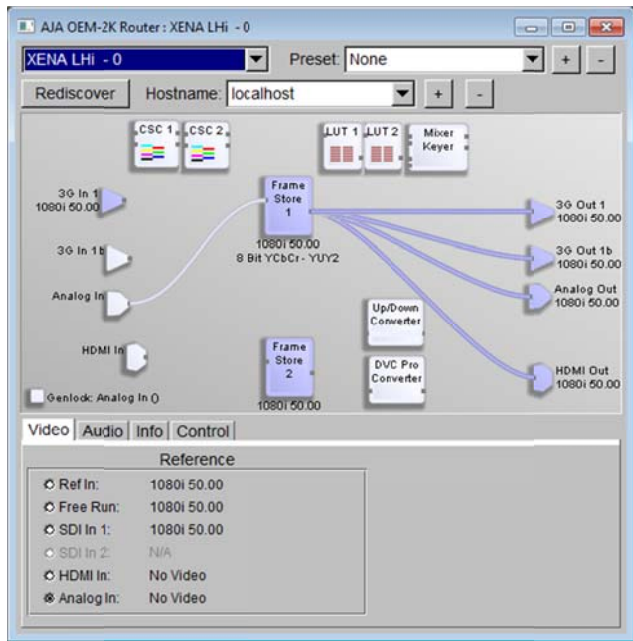 AJA OEM-2K Router : XENA LHi - 0
XENA LHi - 0
Preset: None
+ -
Rediscover
Hostname: localhost
+ -
CSC 1
CSC 2
LUT 1
LUT 2
Mixer
Keyer
3G In 1
1080i 50.00
Frame
Store
1
3G Out 1
1080i 50.00
1080i 50.00
8 Bit YCbCr - YUY2
3G In 1b
3G Out 1b
1080i 50.00
Analog In
Analog Out
1080i 50.00
Up/Down
Converter
HDMI In
Frame
Store
2
DVC Pro
Converter
HDMI Out
1080i 50.00
Genlock: Analog In ()
1080i 50.00
Video Audio Info Control
Reference
Ref In: 1080i 50.00
Free Run: 1080i 50.00
SDI In 1: 1080i 50.00
SDI In 2: N/A
HDMI In: No Video
Analog In: No Video